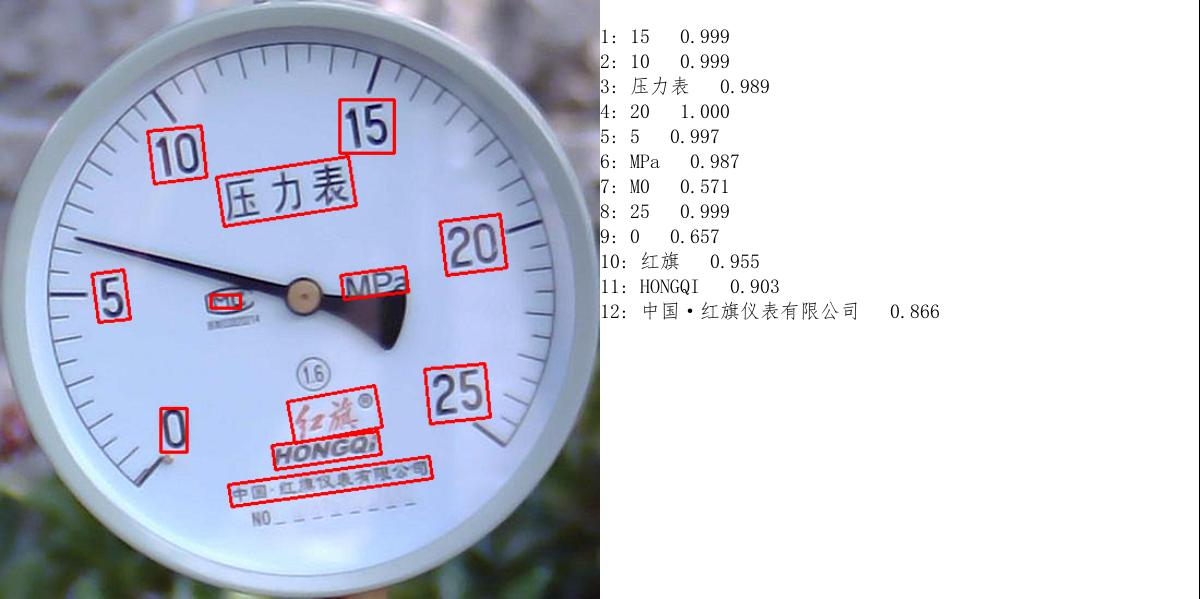 15
10
压力表
20
MPa
5
MC
1.6
25
红旗®
0
HONGQi
中国·红旗仪表有限公司
NO
1: 15 0.999
2: 10 0.999
3: 压力表 0.989
4: 20 1.000
5: 5 0.997
6: MPa 0.987
7: M0 0.571
8: 25 0.999
9: 0 0.657
10: 红旗 0.955
11: HONGQI 0.903
12: 中国·红旗仪表有限公司 0.866